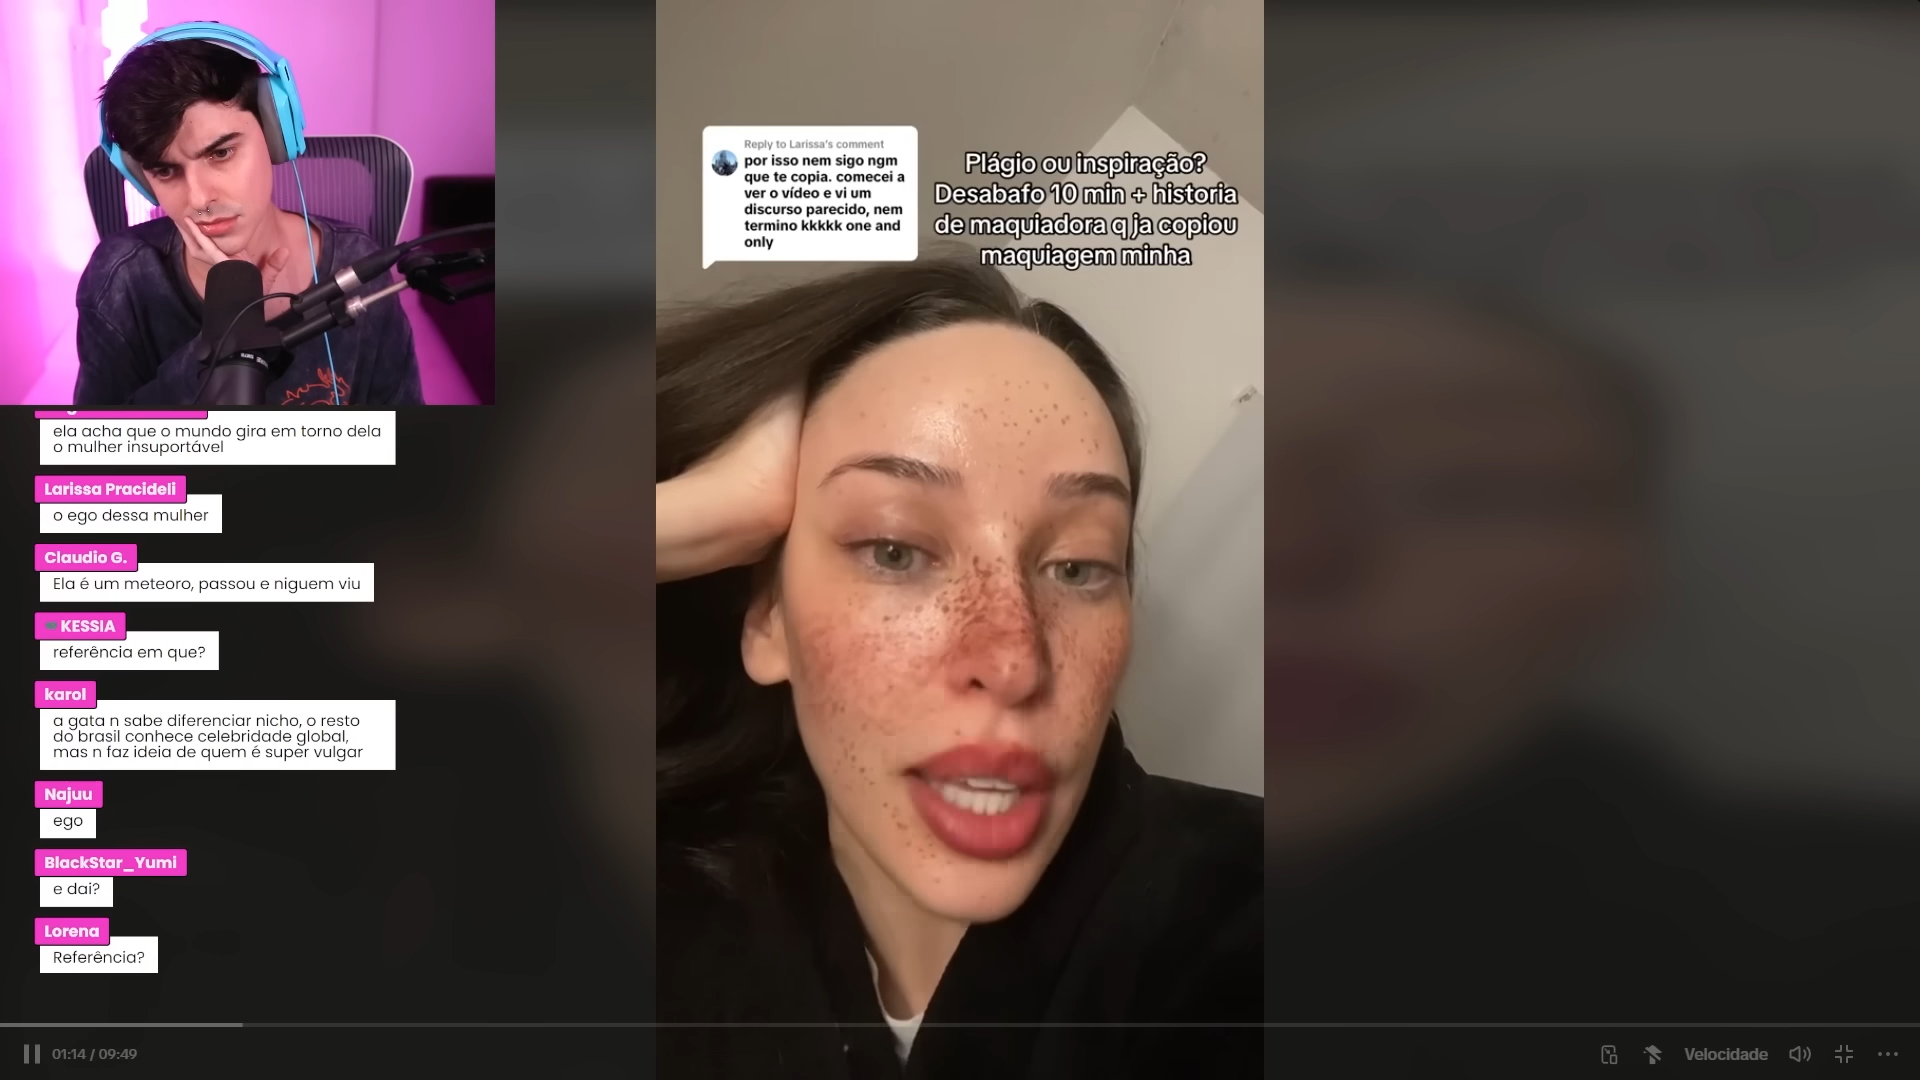 Reply to Larissa's comment
por isso nem sigo ngm
que te copia. comecei a
ver o vídeo e vi um
discurso parecido, nem
termino kkkkk one and
only
Plágio ou inspiração?
Desabafo 10 min + historia
de maquiadora q ja copiou
maquiagem minha
ela acha que o mundo gira em torno dela
o mulher insuportável
Larissa Pracideli
o ego dessa mulher
Claudio G.
Ela é um meteoro, passou e niguem viu
KESSIA
referência em que?
karol
a gata n sabe diferenciar nicho, o resto
do brasil conhece celebridade global,
mas n faz ideia de quem é super vulgar
Najuu
ego
BlackStar_Yumi
e dai?
Lorena
Referência?
01:14 / 09:49
Velocidade